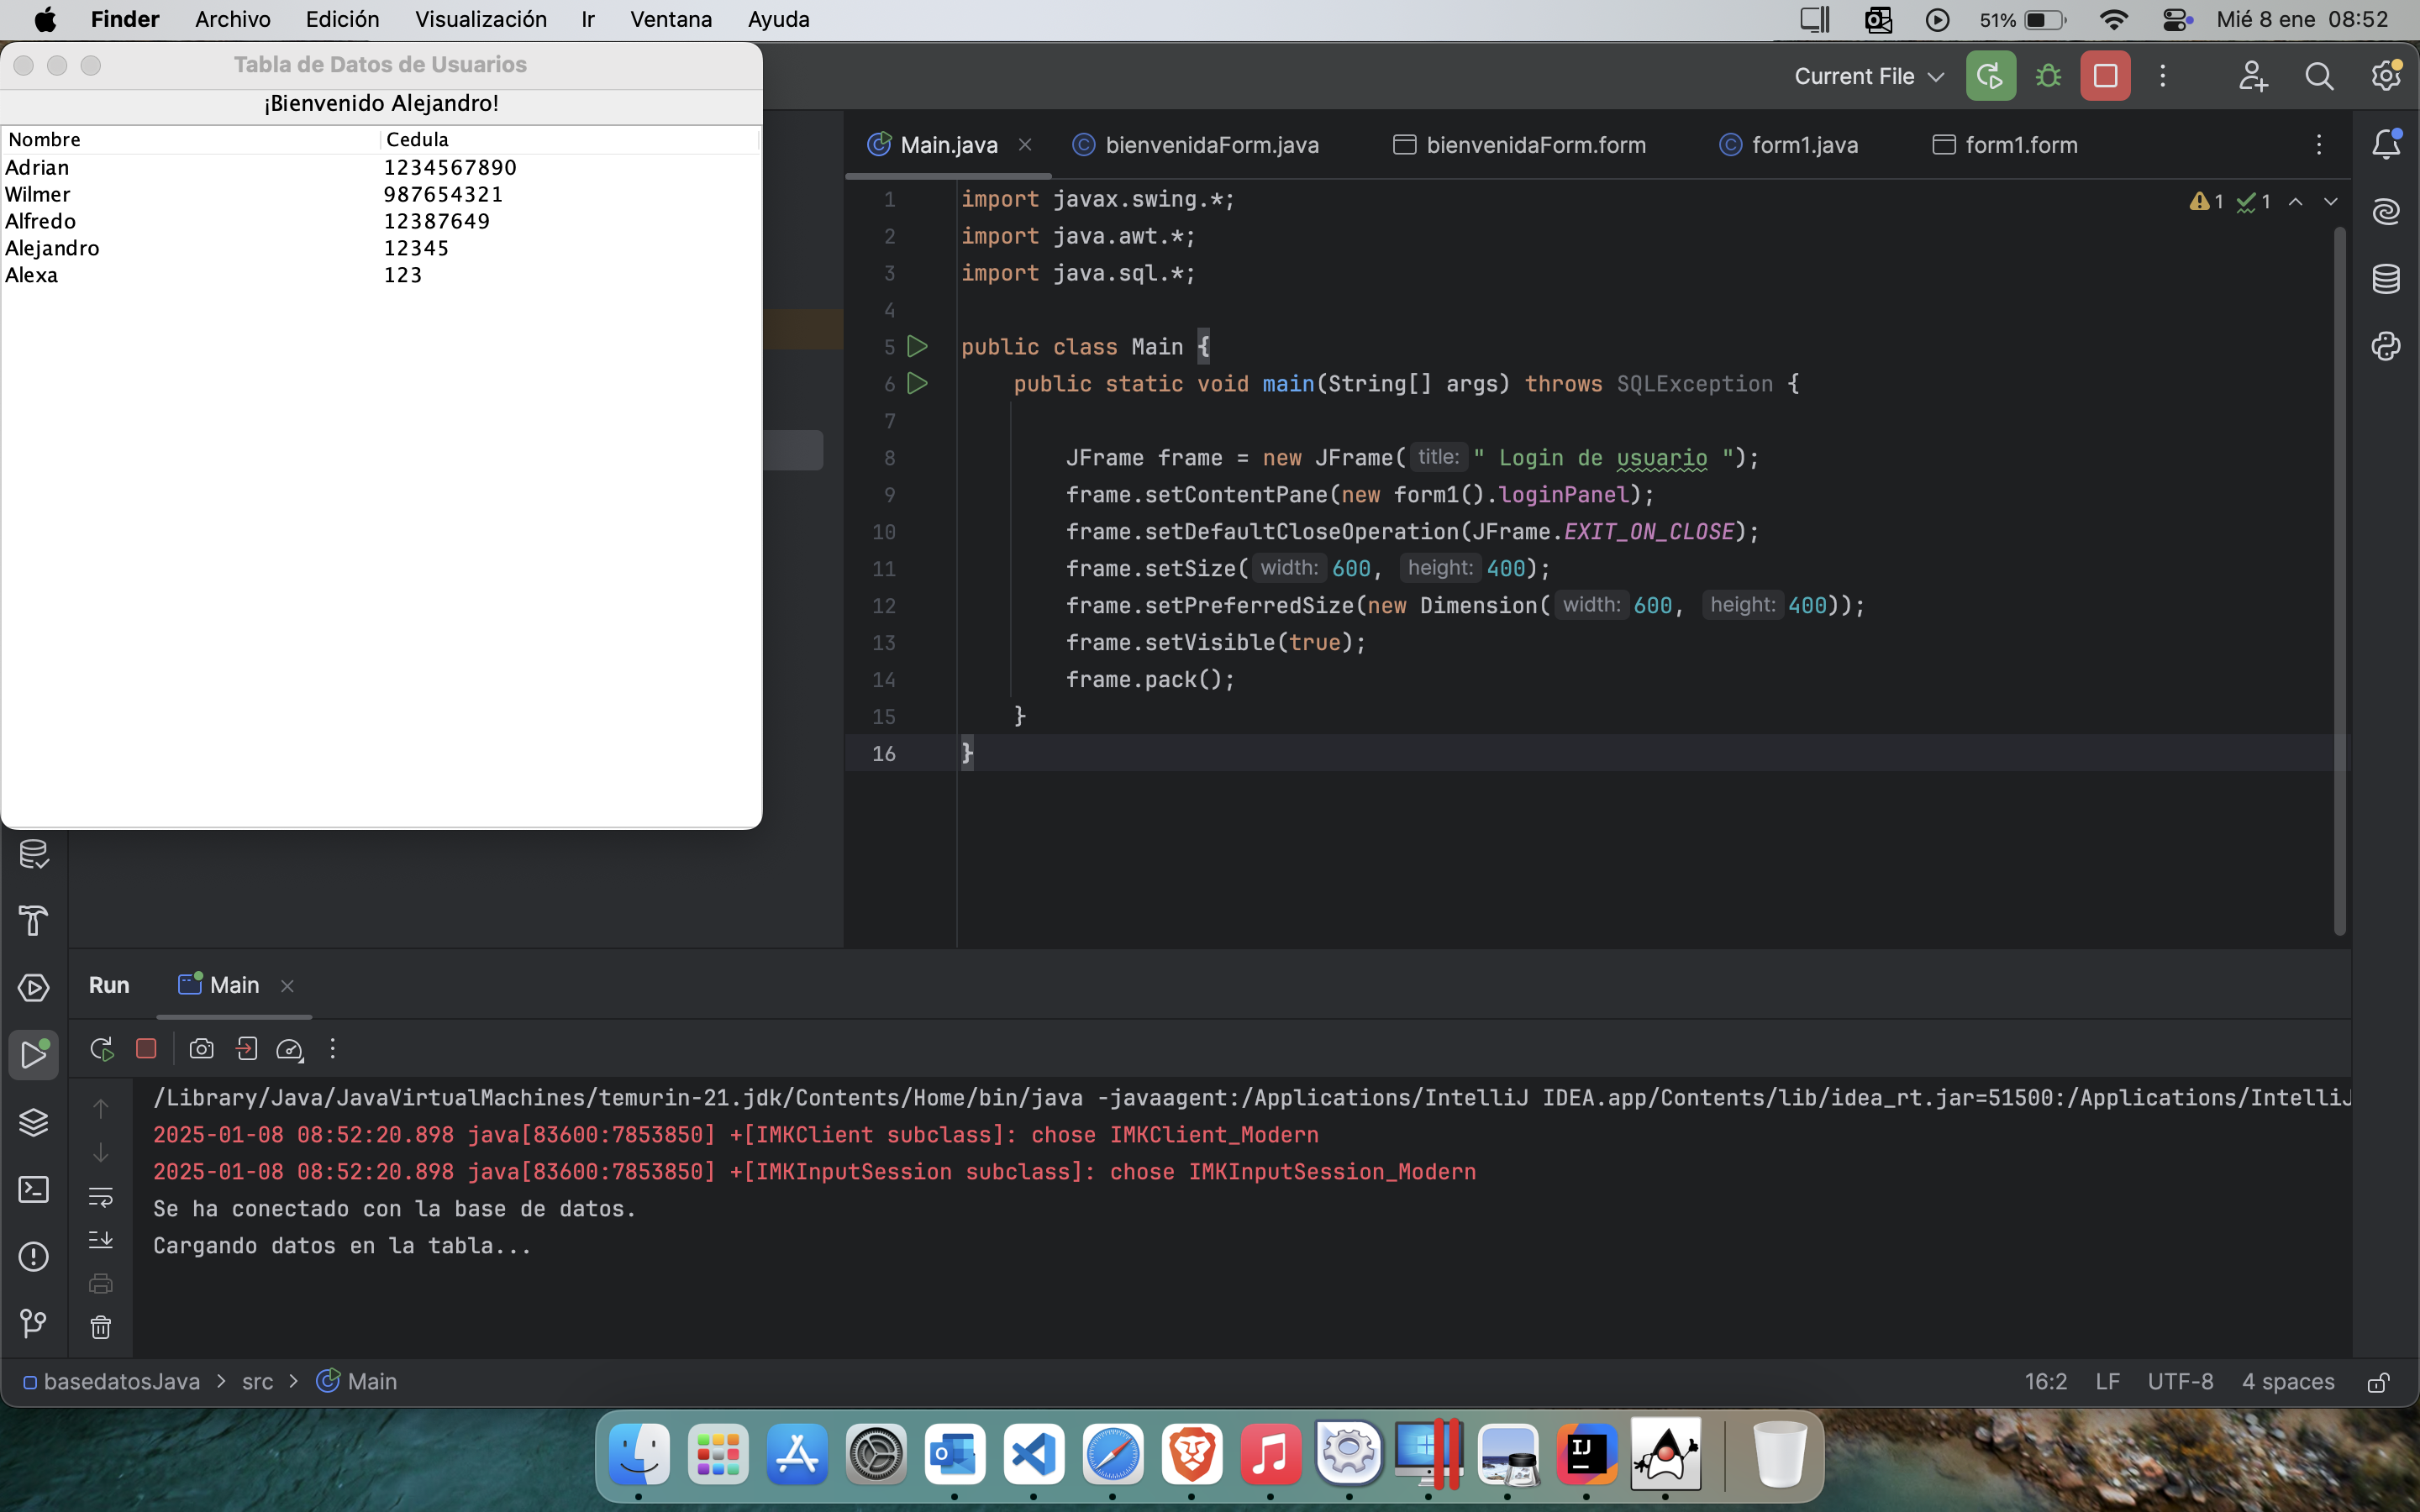 Finder Archivo Edición Visualización Ir Ventana Ayuda 51% Mié 8 ene 08:52
Tabla de Datos de Usuarios
¡Bienvenido Alejandro!
Nombre Cedula
Adrian 1234567890
Wilmer 987654321
Alfredo 12387649
Alejandro 12345
Alexa 123
Current File
Main.java bienvenidaForm.java bienvenidaForm.form form1.java form1.form
1 1
1 import javax.swing.*;
2 import java.awt.*;
3 import java.sql.*;
4
5 public class Main {
6 public static void main(String[] args) throws SQLException {
7
8 JFrame frame = new JFrame( title: " Login de usuario ");
9 frame.setContentPane(new form1().loginPanel);
10 frame.setDefaultCloseOperation(JFrame.EXIT_ON_CLOSE);
11 frame.setSize( width: 600, height: 400);
12 frame.setPreferredSize(new Dimension( width: 600, height: 400));
13 frame.setVisible(true);
14 frame.pack();
15 }
16 }
Run Main
/Library/Java/JavaVirtualMachines/temurin-21.jdk/Contents/Home/bin/java -javaagent:/Applications/IntelliJ IDEA.app/Contents/lib/idea_rt.jar=51500:/Applications/IntelliJ
2025-01-08 08:52:20.898 java[83600:7853850] +[IMKClient subclass]: chose IMKClient_Modern
2025-01-08 08:52:20.898 java[83600:7853850] +[IMKInputSession subclass]: chose IMKInputSession_Modern
Se ha conectado con la base de datos.
Cargando datos en la tabla...
basedatosJava > src > Main 16:2 LF UTF-8 4 spaces